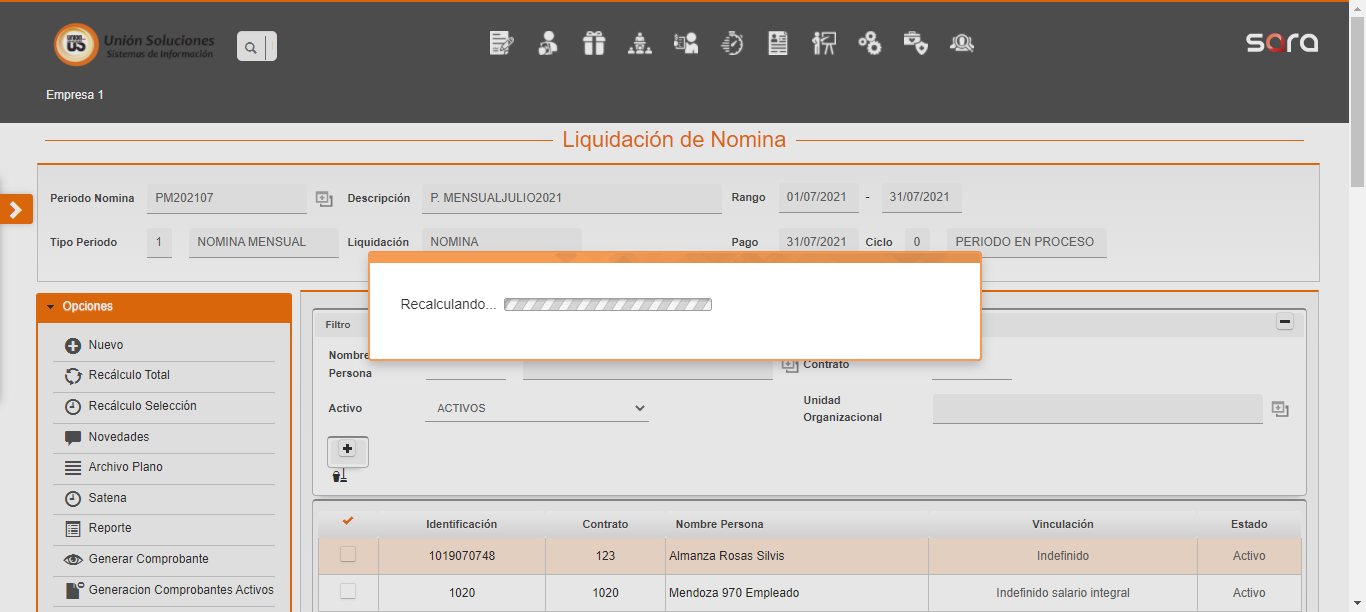 Unión Soluciones
Sistemas de Información
sara
Empresa 1
Liquidación de Nomina
Periodo Nomina PM202107 Descripción P. MENSUALJULIO2021 Rango 01/07/2021 - 31/07/2021
Tipo Periodo 1 NOMINA MENSUAL Liquidación NOMINA Pago 31/07/2021 Ciclo 0 PERIODO EN PROCESO
Recalculando...
Opciones
Nuevo
Recálculo Total
Recálculo Selección
Novedades
Archivo Plano
Satena
Reporte
Generar Comprobante
Generacion Comprobantes Activos
Filtro
Nombre
Persona
Contrato
Activo ACTIVOS
Unidad
Organizacional
Identificación Contrato Nombre Persona Vinculación Estado
1019070748 123 Almanza Rosas Silvis Indefinido Activo
1020 1020 Mendoza 970 Empleado Indefinido salario integral Activo